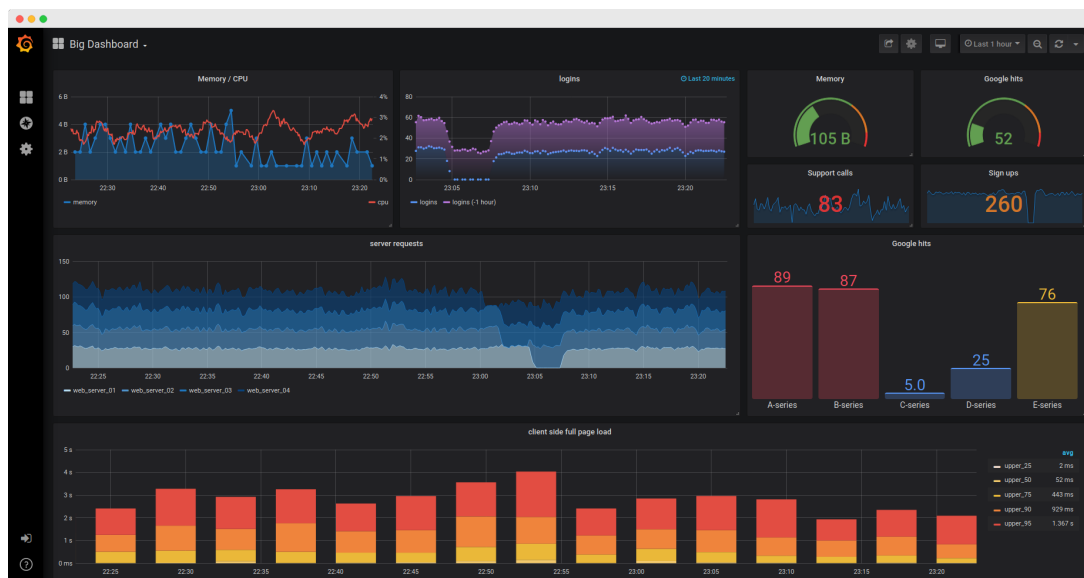 Big Dashboard
Last 1 hour
Memory / CPU
6 B
4 B
2 B
0 B
4%
3%
2%
1%
0%
22:30 22:40 22:50 23:00 23:10 23:20
memory cpu
logins
Last 20 minutes
80
60
40
20
0
23:05 23:10 23:15 23:20
logins logins (-1 hour)
Memory
105 B
Google hits
52
Support calls
83
Sign ups
260
server requests
150
100
50
0
22:25 22:30 22:35 22:40 22:45 22:50 22:55 23:00 23:05 23:10 23:15 23:20
web_server_01 web_server_02 web_server_03 web_server_04
Google hits
89 87 5.0 25 76
A-series B-series C-series D-series E-series
client side full page load
5 s
4 s
3 s
2 s
1 s
0 ms
22:25 22:30 22:35 22:40 22:45 22:50 22:55 23:00 23:05 23:10 23:15 23:20
avg
upper_25 2 ms
upper_50 52 ms
upper_75 443 ms
upper_90 929 ms
upper_95 1.367 s